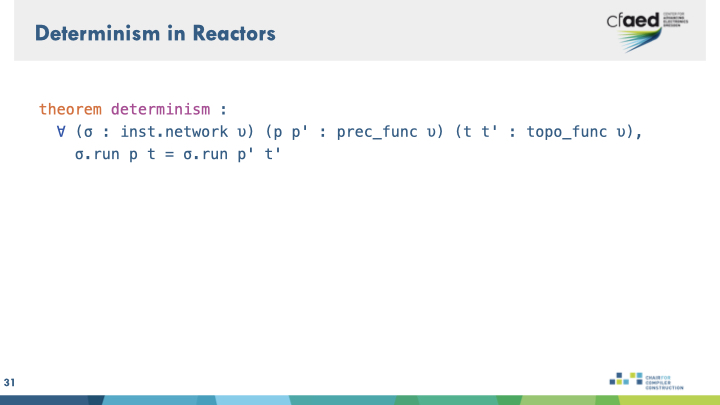 Determinism in Reactors
cfaed
CENTER FOR
ADVANCING
ELECTRONICS
DRESDEN
theorem determinism :
∀ (σ : inst.network υ) (p p' : prec_func υ) (t t' : topo_func υ),
σ.run p t = σ.run p' t'
31
CHAIR FOR
COMPILER
CONSTRUCTION